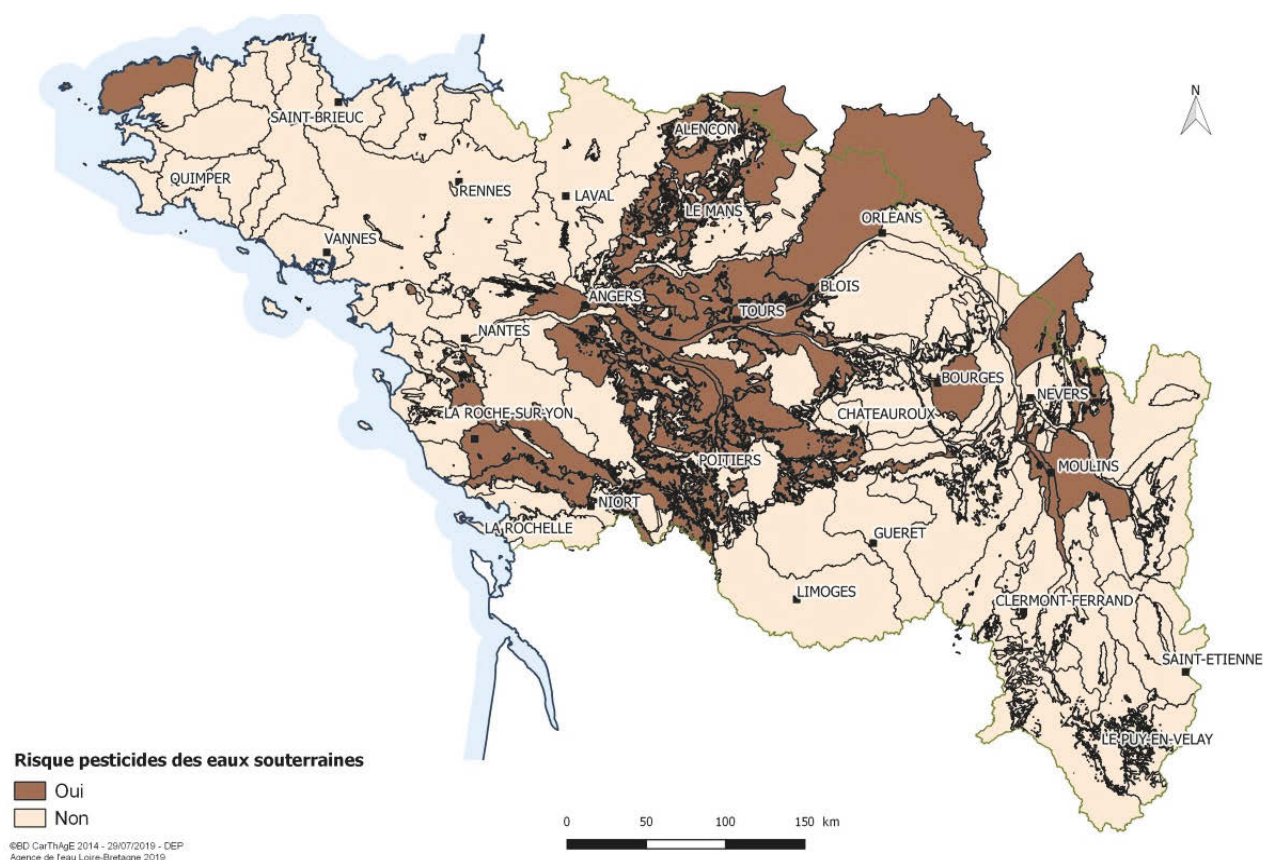 N
ALENCON
SAINT-BRIEUC
QUIMPER
RENNES
LAVAL
LE MANS
ORLEANS
VANNES
BLOIS
ANGERS
TOURS
NANTES
BOURGES
NEVERS
LA ROCHE-SUR-YON
CHATEAUROUX
POITIERS
MOULINS
NIORT
LA ROCHELLE
GUERET
LIMOGES
CLERMONT-FERRAND
SAINT-ETIENNE
LE PUY-EN-VELAY
Risque pesticides des eaux souterraines
Oui
Non
0 50 100 150 km
©BD CarThAgE 2014 - 29/07/2019 - DEP
Agence de l'eau Loire-Bretagne 2019